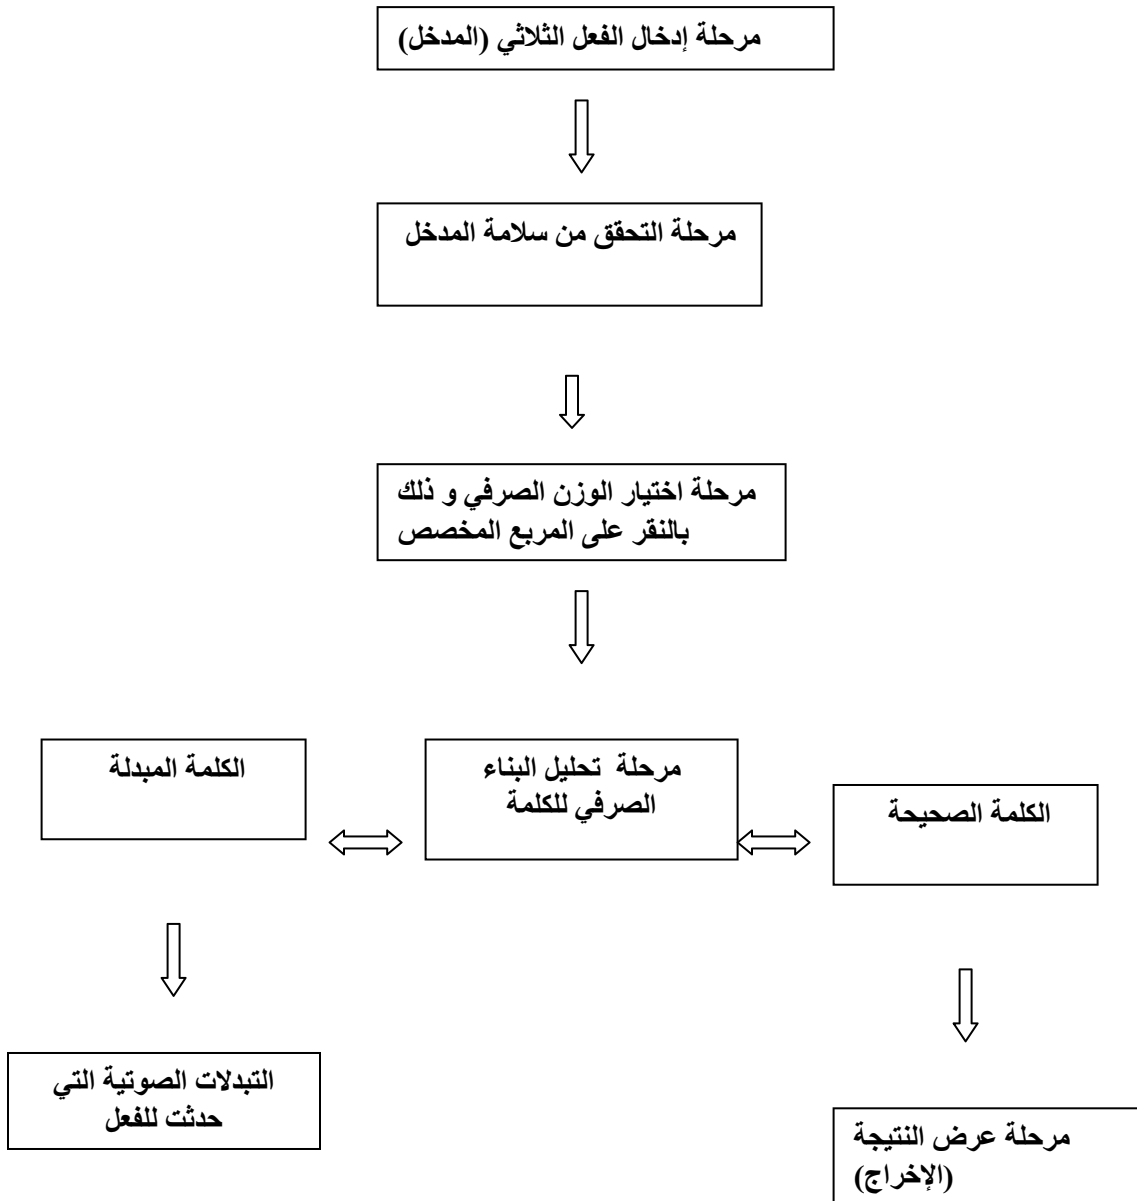 مرحلة إدخال الفعل الثلاثي (المدخل)
مرحلة التحقق من سلامة المدخل
مرحلة اختيار الوزن الصرفي و ذلك
بالنقر على المربع المخصص
مرحلة تحليل البناء
الصرفي للكلمة
الكلمة الصحيحة
الكلمة المبدلة
مرحلة عرض النتيجة
(الإخراج)
التبدلات الصوتية التي
حدثت للفعل